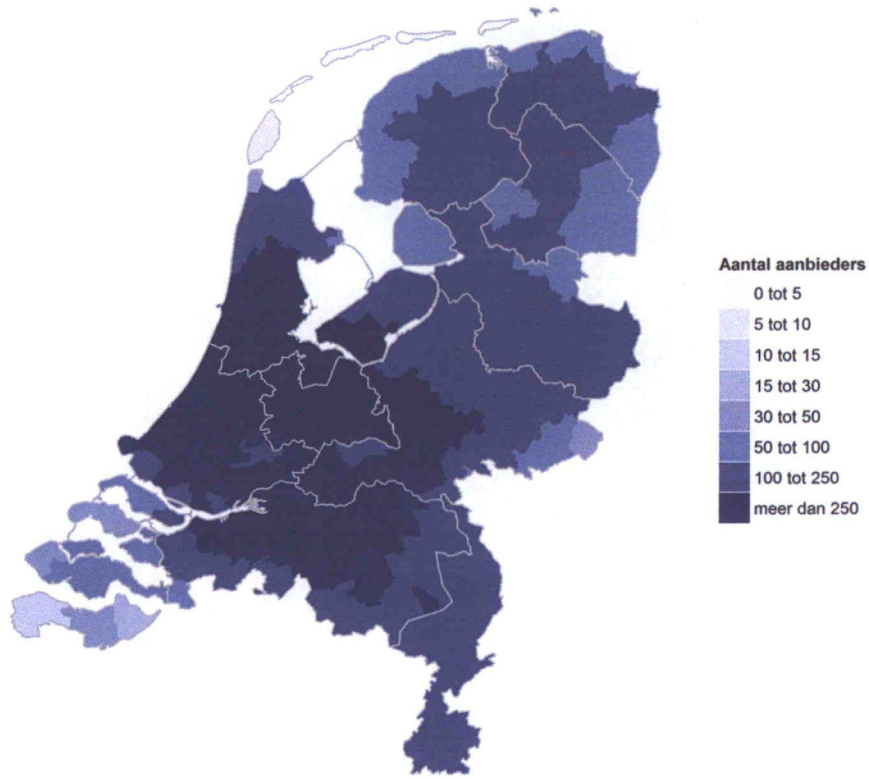 Aantal aanbieders
0 tot 5
5 tot 10
10 tot 15
15 tot 30
30 tot 50
50 tot 100
100 tot 250
meer dan 250